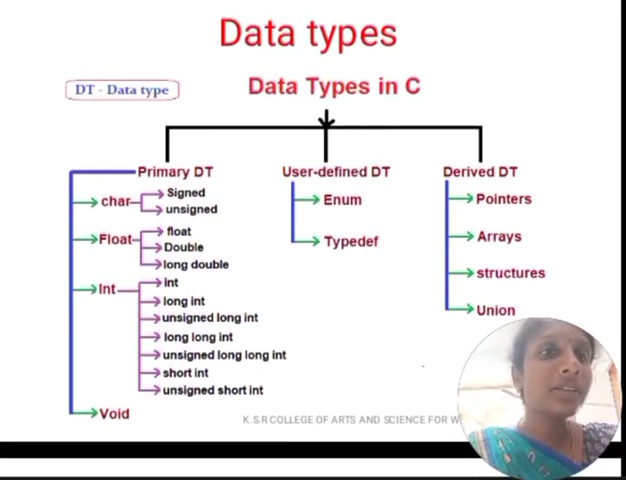 Data types
DT - Data type
Data Types in C
Primary DT
char
Signed
unsigned
Float
float
Double
long double
Int
int
long int
unsigned long int
long long int
unsigned long long int
short int
unsigned short int
Void
User-defined DT
Enum
Typedef
Derived DT
Pointers
Arrays
structures
Union
K.S.R COLLEGE OF ARTS AND SCIENCE FOR W